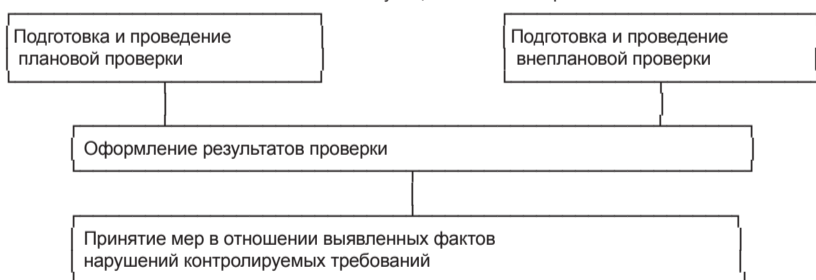 Подготовка и проведение
плановой проверки
Подготовка и проведение
внеплановой проверки
Оформление результатов проверки
Принятие мер в отношении выявленных фактов
нарушений контролируемых требований